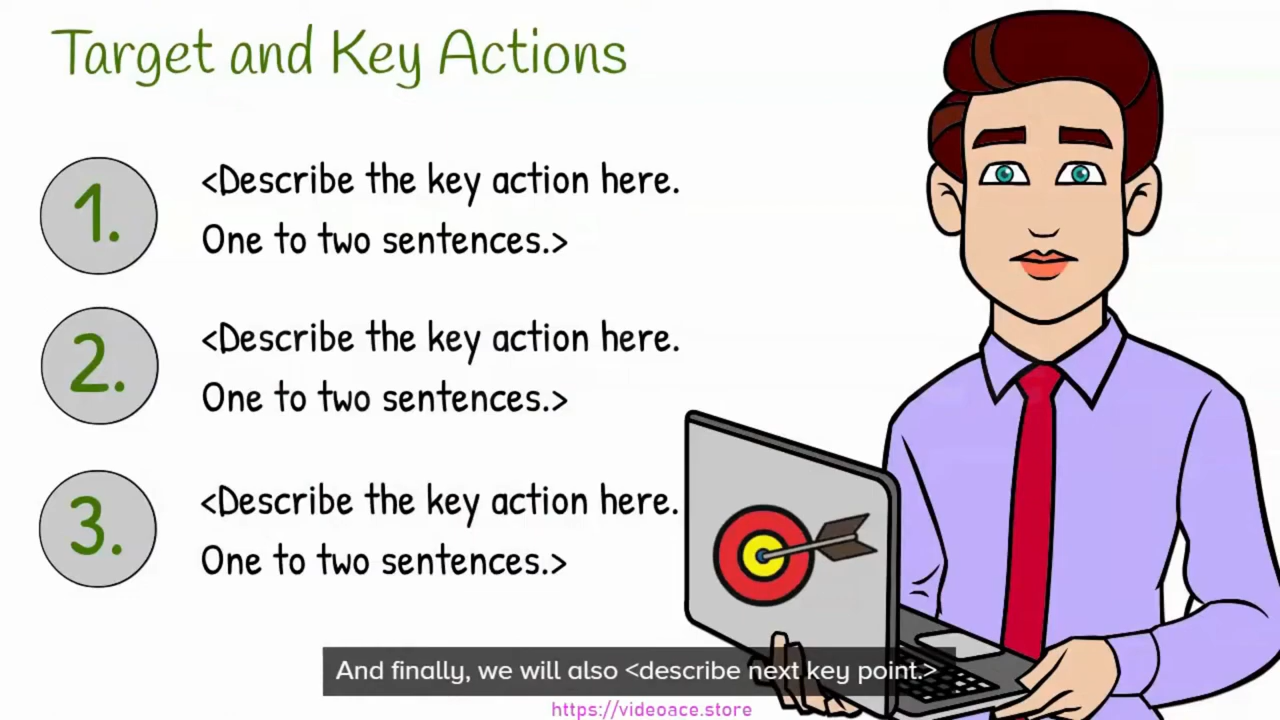 Target and Key Actions
1.
<Describe the key action here.
One to two sentences.>
2.
<Describe the key action here.
One to two sentences.>
3.
<Describe the key action here.
One to two sentences.>
And finally, we will also <describe next key point.>
https://videoace.store